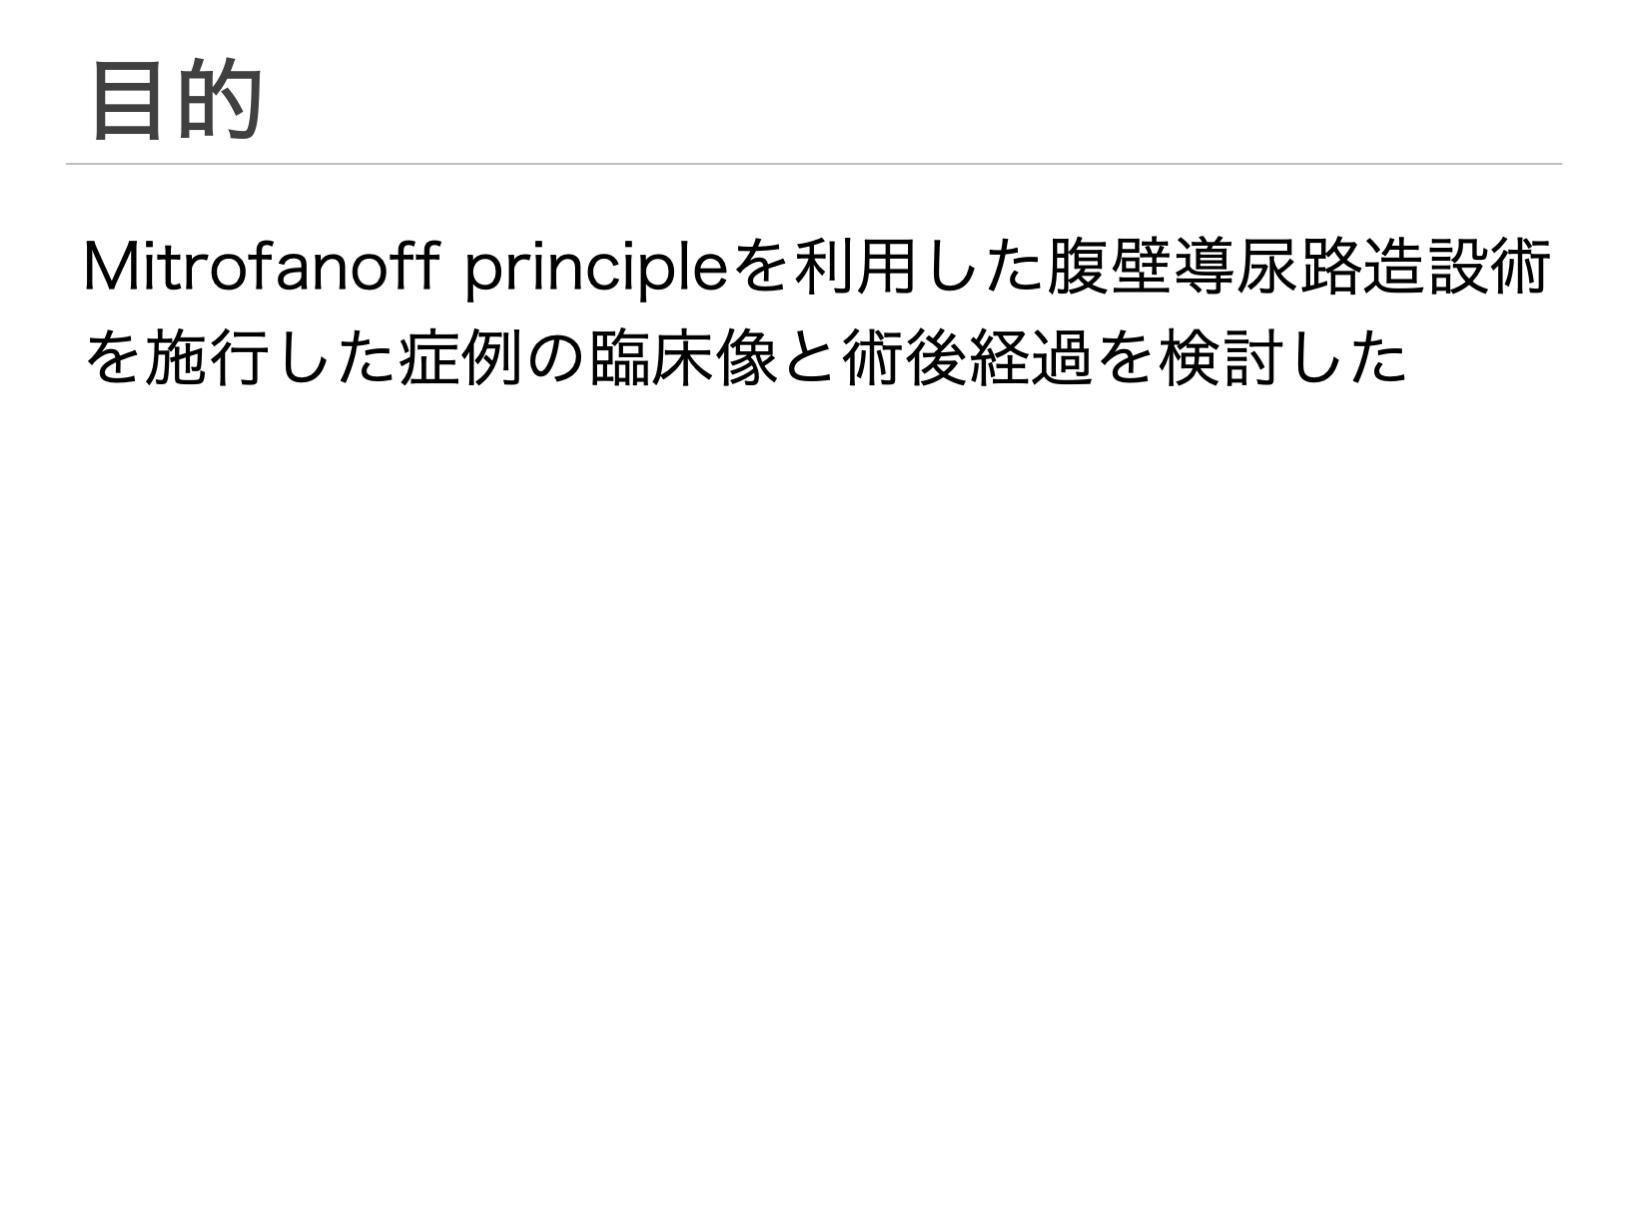 目的
Mitrofanoff principleを利用した腹壁導尿路造設術
を施行した症例の臨床像と術後経過を検討した